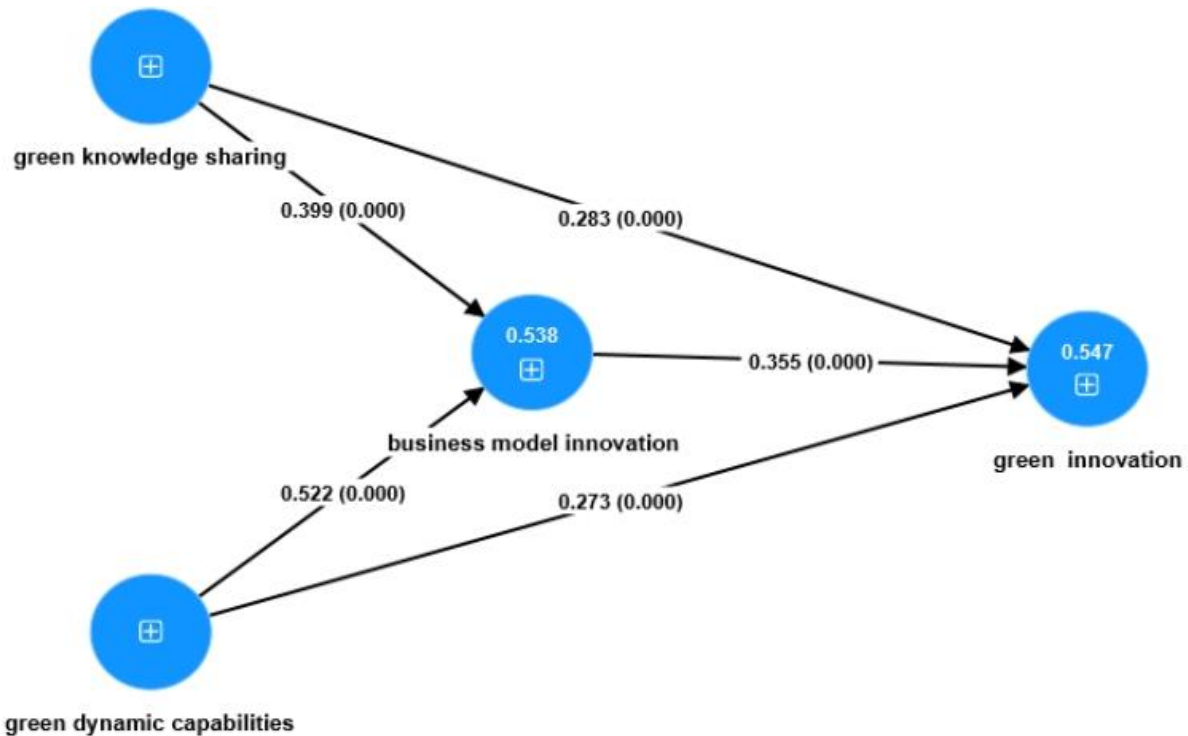 green knowledge sharing
0.399 (0.000)
0.283 (0.000)
0.538
business model innovation
0.355 (0.000)
0.547
green innovation
0.522 (0.000)
0.273 (0.000)
green dynamic capabilities